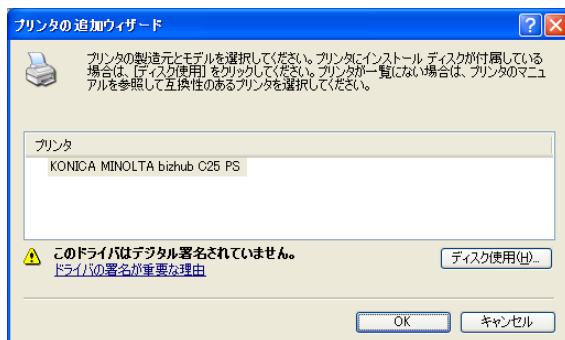 プリンタの追加ウィザード
プリンタの製造元とモデルを選択してください。プリンタにインストール ディスクが付属している
場合は、[ディスク使用] をクリックしてください。プリンタが一覧にない場合は、プリンタのマニュ
アルを参照して互換性のあるプリンタを選択してください。
プリンタ
KONICA MINOLTA bizhub C25 PS
このドライバはデジタル署名されていません。
ドライバの署名が重要な理由
ディスク使用(H)...
OK
キャンセル